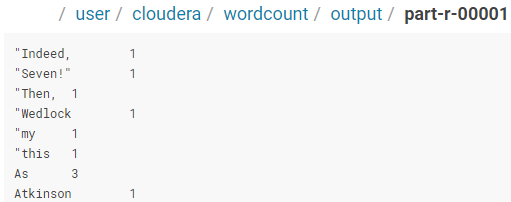 / user / cloudera / wordcount / output / part-r-00001
"Indeed,	1
"Seven!"	1
"Then,	1
"Wedlock	1
"my	1
"this	1
As	3
Atkinson	1